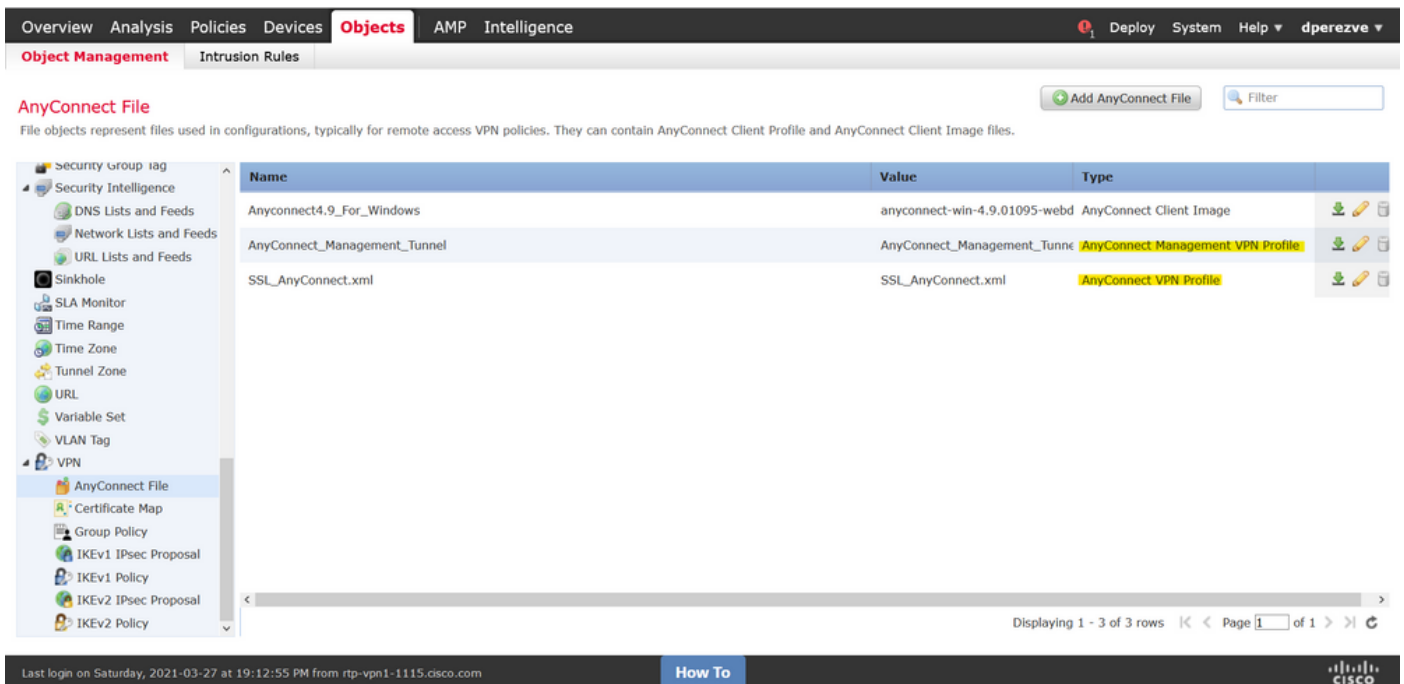 Overview Analysis Policies Devices Objects AMP Intelligence 1 Deploy System Help dperezve
Object Management Intrusion Rules
AnyConnect File
Add AnyConnect File Filter
File objects represent files used in configurations, typically for remote access VPN policies. They can contain AnyConnect Client Profile and AnyConnect Client Image files.
Security Group Tag
Security Intelligence
DNS Lists and Feeds
Network Lists and Feeds
URL Lists and Feeds
Sinkhole
SLA Monitor
Time Range
Time Zone
Tunnel Zone
URL
Variable Set
VLAN Tag
VPN
AnyConnect File
Certificate Map
Group Policy
IKEv1 IPsec Proposal
IKEv1 Policy
IKEv2 IPsec Proposal
IKEv2 Policy
Name Value Type
Anyconnect4.9_For_Windows anyconnect-win-4.9.01095-webd AnyConnect Client Image
AnyConnect_Management_Tunnel AnyConnect_Management_Tunne AnyConnect Management VPN Profile
SSL_AnyConnect.xml SSL_AnyConnect.xml AnyConnect VPN Profile
Displaying 1 - 3 of 3 rows Page 1 of 1
Last login on Saturday, 2021-03-27 at 19:12:55 PM from rtp-vpn1-1115.cisco.com How To CISCO